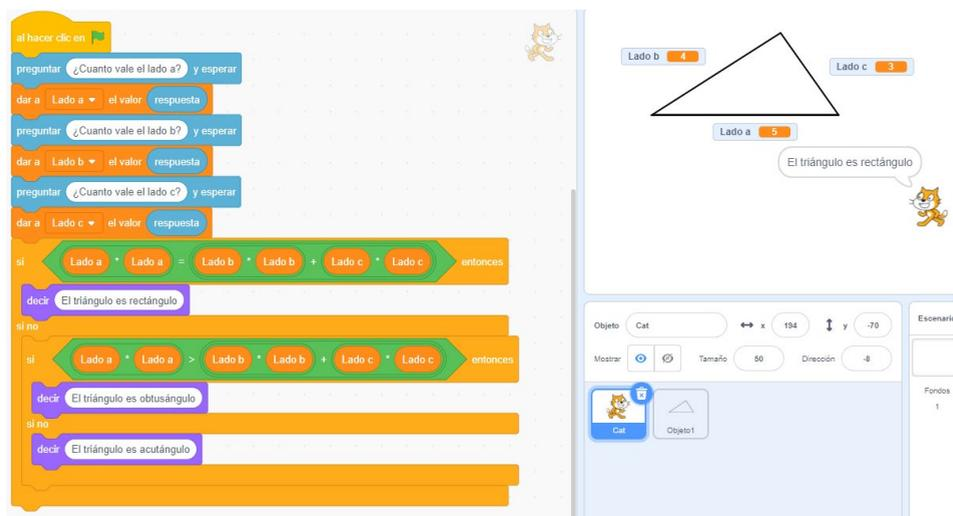 al hacer clic en
preguntar ¿Cuanto vale el lado a? y esperar
dar a Lado a el valor respuesta
preguntar ¿Cuanto vale el lado b? y esperar
dar a Lado b el valor respuesta
preguntar ¿Cuanto vale el lado c? y esperar
dar a Lado c el valor respuesta
si Lado a * Lado a = Lado b * Lado b + Lado c * Lado c entonces
decir El triángulo es rectángulo
si no
si Lado a * Lado a > Lado b * Lado b + Lado c * Lado c entonces
decir El triángulo es obtusángulo
si no
decir El triángulo es acutángulo
Lado b 4
Lado c 3
Lado a 5
El triángulo es rectángulo
Objeto Cat x 194 y -70
Mostrar Tamaño 50 Dirección -8
Cat
Objeto1
Escenario
Fondos
1